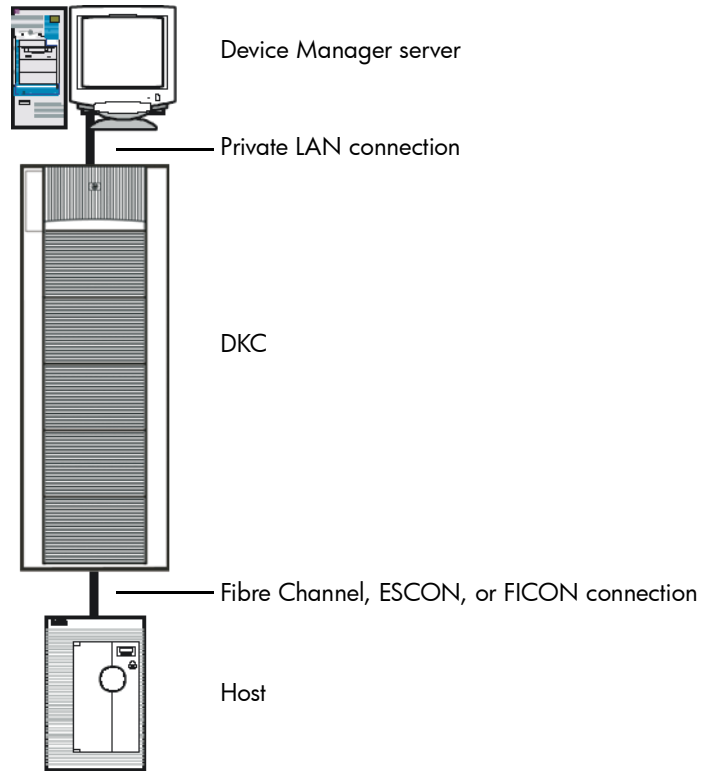 Device Manager server
Private LAN connection
DKC
Fibre Channel, ESCON, or FICON connection
Host